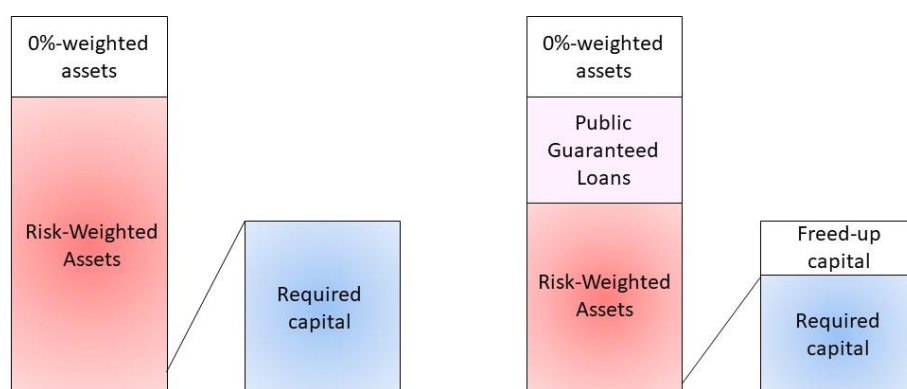 0%-weighted
assets
Risk-Weighted
Assets
Required
capital
0%-weighted
assets
Public
Guaranteed
Loans
Risk-Weighted
Assets
Freed-up
capital
Required
capital